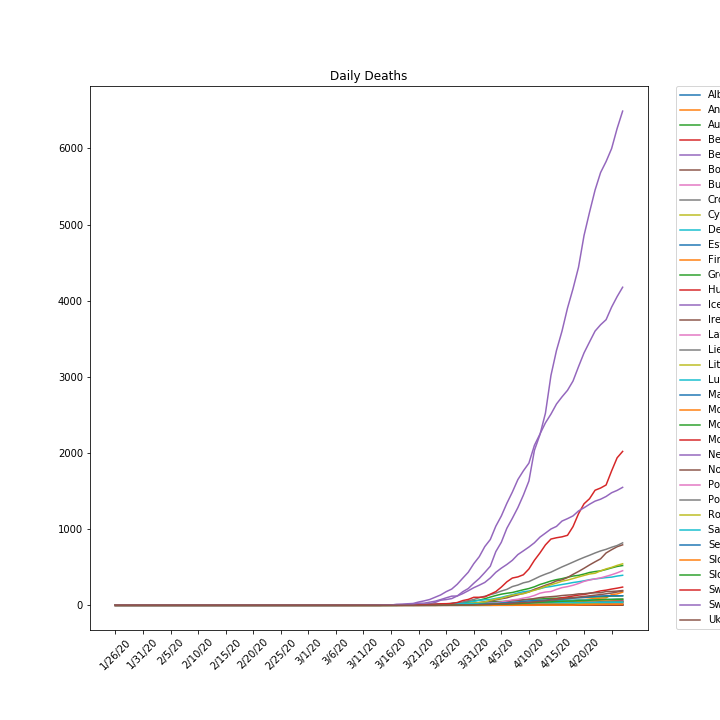 Daily Deaths
6000
5000
4000
3000
2000
1000
0
1/26/20
1/31/20
2/5/20
2/10/20
2/15/20
2/20/20
2/25/20
3/1/20
3/6/20
3/11/20
3/16/20
3/21/20
3/26/20
3/31/20
4/5/20
4/10/20
4/15/20
4/20/20
Alb
An
Au
Be
Be
Bo
Bu
Cro
Cy
De
Est
Fin
Gre
Hu
Ice
Ire
Lat
Lie
Lit
Lu
Ma
Mo
Mo
Mo
Ne
No
Po
Po
Ro
Sa
Se
Slo
Slo
Sw
Sw
Uk